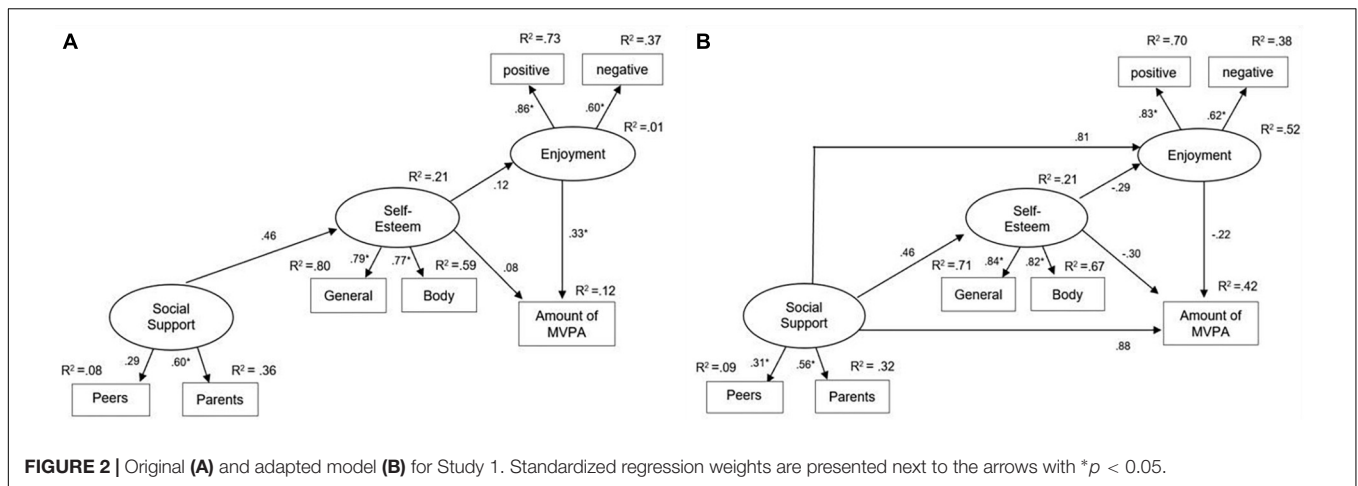 A
R² =.73
R² =.37
positive
negative
.86*
.60*
R² =.01
Enjoyment
R² =.21
.12
Self-
Esteem
.46
.33*
R² =.80
.79*
.77*
R² =.59
.08
General
Body
R² =.12
Social
Support
Amount of
MVPA
R² =.08
.29
.60*
R² = .36
Peers
Parents
B
R² =.70
R² =.38
positive
negative
.83*
.62*
R² =.52
.81
Enjoyment
R² =.21
-.29
Self-
Esteem
.46
-.22
R² =.71
.84*
.82*
R² =.67
-.30
General
Body
R² =.42
Social
Support
Amount of
MVPA
.88
R² =.09
.31*
.56*
R² = .32
Peers
Parents
FIGURE 2 | Original (A) and adapted model (B) for Study 1. Standardized regression weights are presented next to the arrows with *p < 0.05.